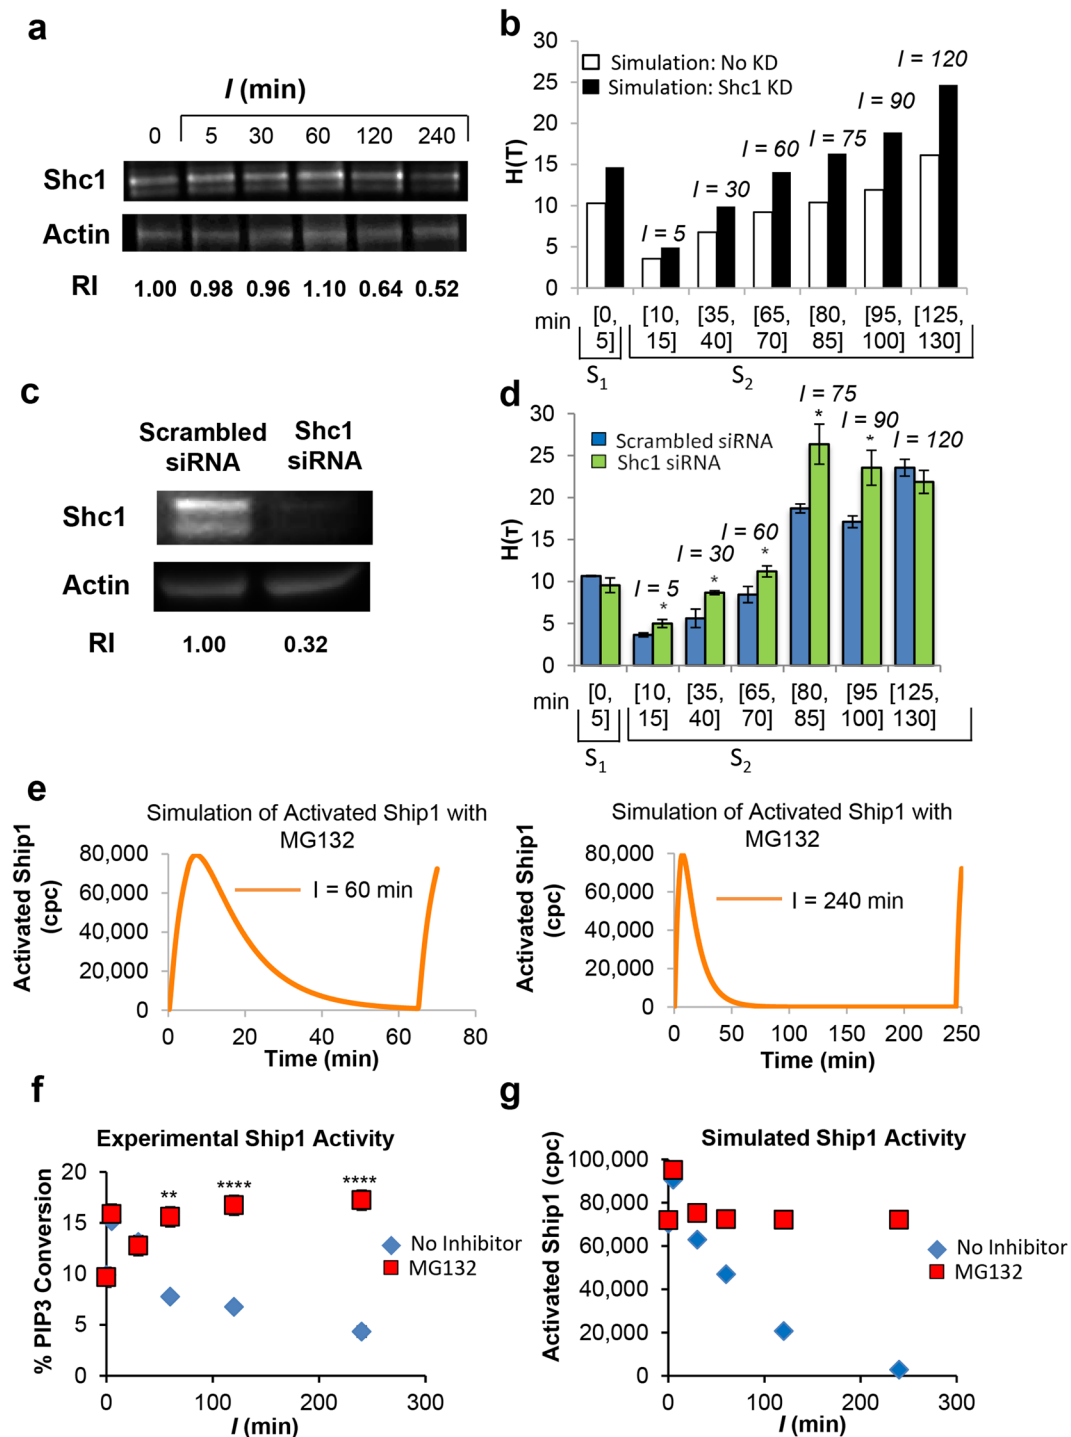 a
I (min)
0 5 30 60 120 240
Shc1
Actin
RI 1.00 0.98 0.96 1.10 0.64 0.52
b
H(T)
30
25
20
15
10
5
0
Simulation: No KD
Simulation: Shc1 KD
I = 5
I = 30
I = 60
I = 75
I = 90
I = 120
min [0, 5] [10, 15] [35, 40] [65, 70] [80, 85] [95, 100] [125, 130]
S1 S2
c
Scrambled siRNA
Shc1 siRNA
Shc1
Actin
RI 1.00 0.32
d
H(τ)
30
25
20
15
10
5
0
Scrambled siRNA
Shc1 siRNA
I = 5
*
I = 30
*
I = 60
*
I = 75
*
I = 90
*
I = 120
min [0, 5] [10, 15] [35, 40] [65, 70] [80, 85] [95 100] [125, 130]
S1 S2
e
Simulation of Activated Ship1 with
MG132
Activated Ship1
(cpc)
80,000
60,000
40,000
20,000
0
I = 60 min
0 20 40 60 80
Time (min)
Simulation of Activated Ship1 with
MG132
Activated Ship1
(cpc)
80,000
60,000
40,000
20,000
0
I = 240 min
0 50 100 150 200 250
Time (min)
f
Experimental Ship1 Activity
% PIP3 Conversion
20
15
10
5
0
** **** ****
No Inhibitor
MG132
0 100 200 300
I (min)
g
Simulated Ship1 Activity
Activated Ship1 (cpc)
100,000
80,000
60,000
40,000
20,000
0
No Inhibitor
MG132
0 100 200 300
I (min)